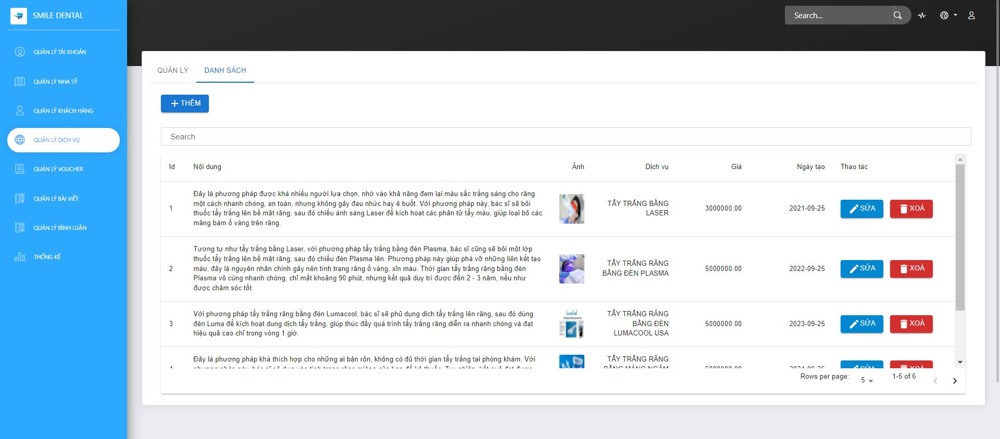 SMILE DENTAL
Search...
QUẢN LÝ TÀI KHOẢN
QUẢN LÝ NHA SỸ
QUẢN LÝ KHÁCH HÀNG
QUẢN LÝ DỊCH VỤ
QUẢN LÝ VOUCHER
QUẢN LÝ BÀI VIẾT
QUẢN LÝ BÌNH LUẬN
THỐNG KÊ
QUẢN LÝ DANH SÁCH
THÊM
Search
Id Nội dung Ảnh Dịch vụ Giá Ngày tạo Thao tác
1
Đây là phương pháp được khá nhiều người lựa chọn, nhờ vào khả năng đem lại màu sắc trắng sáng cho răng
một cách nhanh chóng, an toàn, nhưng không gây đau nhức hay ê buốt. Với phương pháp này, bác sĩ sẽ bôi
thuốc tẩy trắng lên bề mặt răng, sau đó chiếu ánh sáng Laser để kích hoạt các phân tử tẩy màu, giúp loại bỏ các
mảng bám ố vàng trên răng.
TẨY TRẮNG BẰNG
LASER
3000000.00 2021-09-25 SỬA XOÁ
2
Tương tự như tẩy trắng bằng Laser, với phương pháp tẩy trắng bằng đèn Plasma, bác sĩ cũng sẽ bôi một lớp
thuốc tẩy trắng lên bề mặt răng, sau đó chiếu đèn Plasma lên. Phương pháp này giúp phá vỡ những liên kết tạo
màu, đây là nguyên nhân chính gây nên tình trạng răng ố vàng, xỉn màu. Thời gian tẩy trắng răng bằng đèn
Plasma vô cùng nhanh chóng, chỉ mất khoảng 90 phút, nhưng kết quả duy trì được đến 2 - 3 năm, nếu như
được chăm sóc tốt.
TẨY TRẮNG RĂNG
BẰNG ĐÈN PLASMA
5000000.00 2022-09-25 SỬA XOÁ
3
Với phương pháp tẩy trắng răng bằng đèn Lumacool, bác sĩ sẽ phủ dung dịch tẩy trắng lên răng, sau đó dùng
đèn Luma để kích hoạt dung dịch tẩy trắng, giúp thúc đẩy quá trình tẩy trắng răng diễn ra nhanh chóng và đạt
hiệu quả cao chỉ trong vòng 1 giờ.
LumaCool
TẨY TRẮNG RĂNG
BẰNG ĐÈN
LUMACOOL USA
5000000.00 2023-09-25 SỬA XOÁ
Đây là phương pháp khá thích hợp cho những ai bận rộn, không có đủ thời gian tẩy trắng tại phòng khám. Với
TẨY TRẮNG RĂNG
Rows per page: 5 1-5 of 6